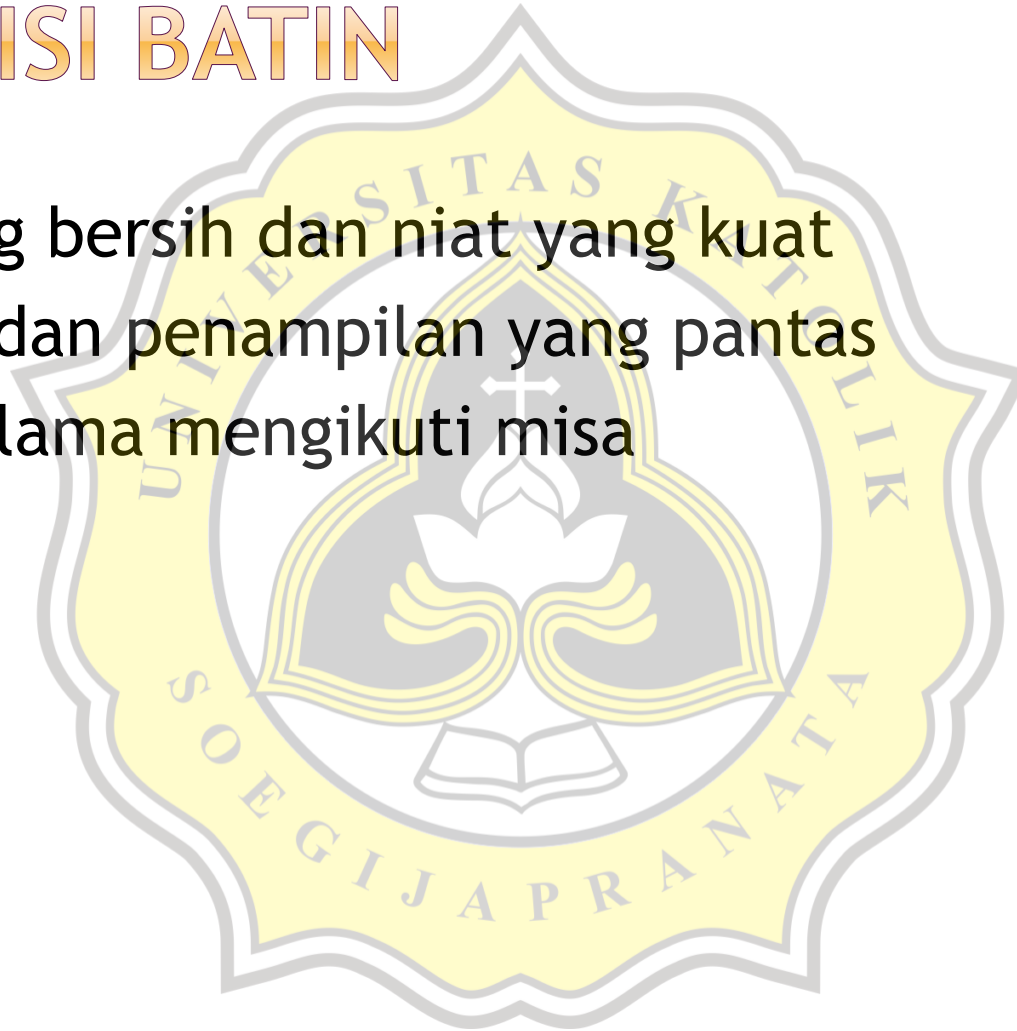 ISI BATIN
g bersih dan niat yang kuat
dan penampilan yang pantas
lama mengikuti misa
UNIVERSITAS KATOLIK
SOEGIJAPRANATA